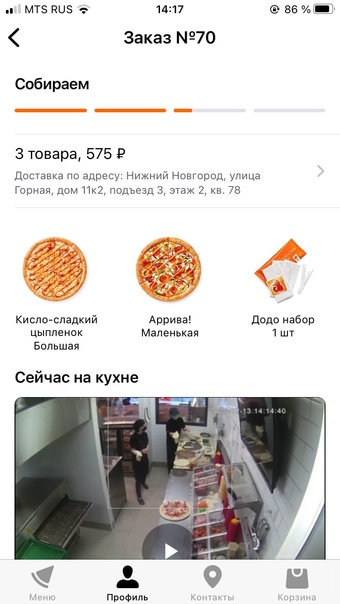 MTS RUS 14:17 86 %
Заказ №70
Собираем
3 товара, 575 ₽
Доставка по адресу: Нижний Новгород, улица
Горная, дом 11к2, подъезд 3, этаж 2, кв. 78
Кисло-сладкий
цыпленок
Большая
Аррива!
Маленькая
Додо набор
1 шт
Сейчас на кухне
-13 14:14:40
Меню Профиль Контакты Корзина